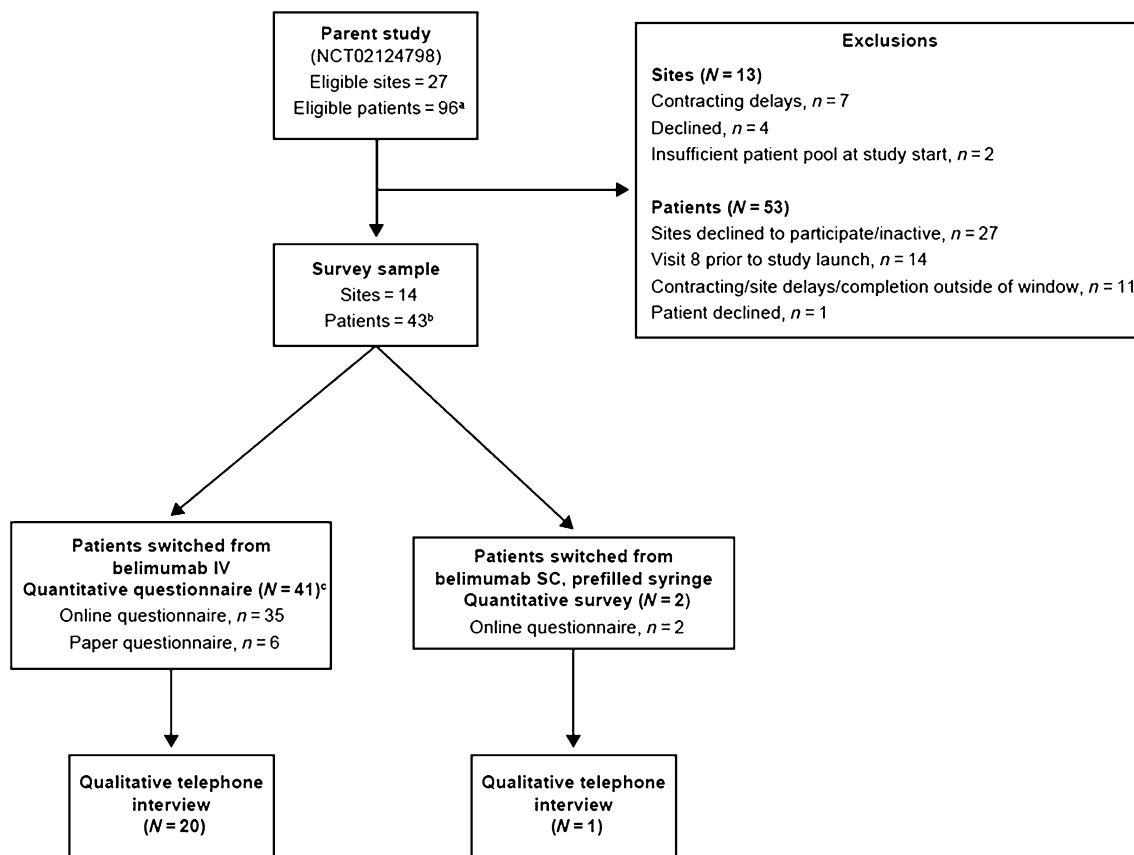 Parent study
(NCT02124798)
Eligible sites = 27
Eligible patients = 96ᵃ
Exclusions
Sites (N = 13)
Contracting delays, n = 7
Declined, n = 4
Insufficient patient pool at study start, n = 2
Patients (N = 53)
Sites declined to participate/inactive, n = 27
Visit 8 prior to study launch, n = 14
Contracting/site delays/completion outside of window, n = 11
Patient declined, n = 1
Survey sample
Sites = 14
Patients = 43ᵇ
Patients switched from
belimumab IV
Quantitative questionnaire (N = 41)ᶜ
Online questionnaire, n = 35
Paper questionnaire, n = 6
Patients switched from
belimumab SC, prefilled syringe
Quantitative survey (N = 2)
Online questionnaire, n = 2
Qualitative telephone
interview
(N = 20)
Qualitative telephone
interview
(N = 1)